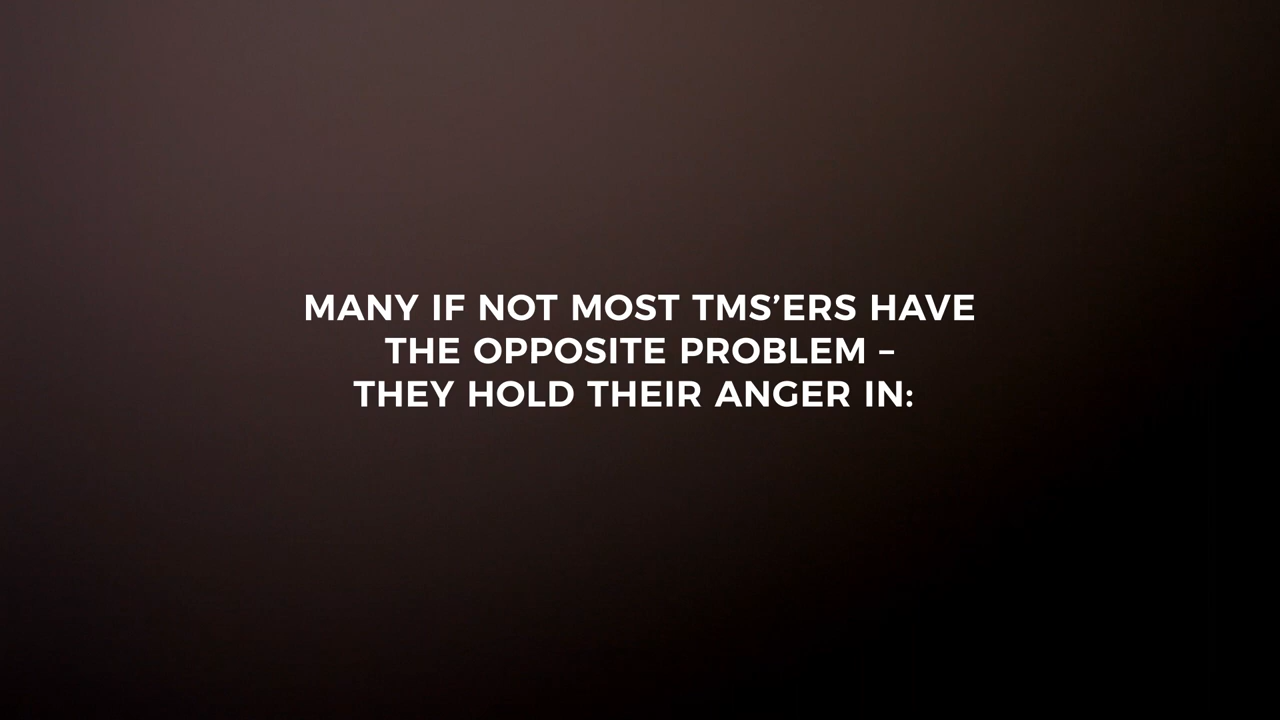 MANY IF NOT MOST TMS’ERS HAVE
THE OPPOSITE PROBLEM –
THEY HOLD THEIR ANGER IN: